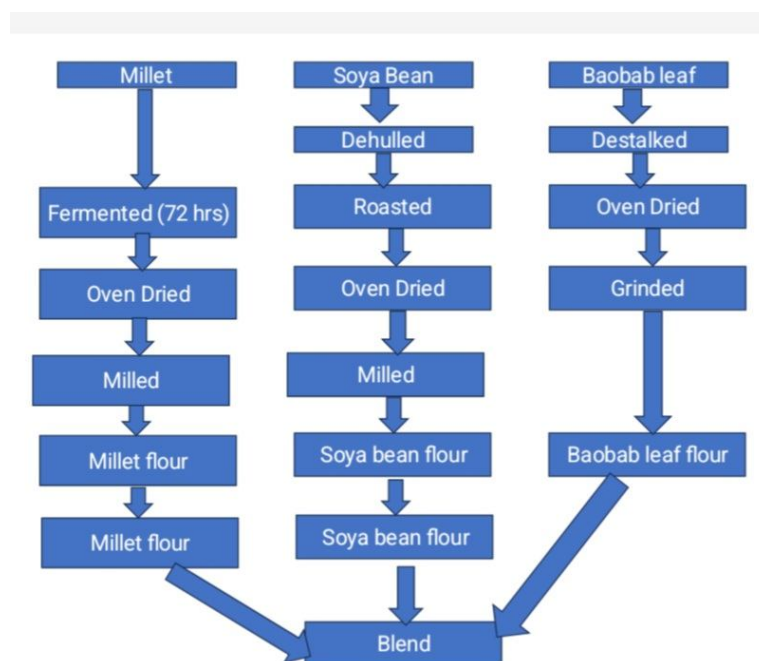 Millet
Soya Bean
Baobab leaf
Dehulled
Destalked
Fermented (72 hrs)
Roasted
Oven Dried
Oven Dried
Oven Dried
Grinded
Milled
Milled
Millet flour
Soya bean flour
Baobab leaf flour
Millet flour
Soya bean flour
Blend